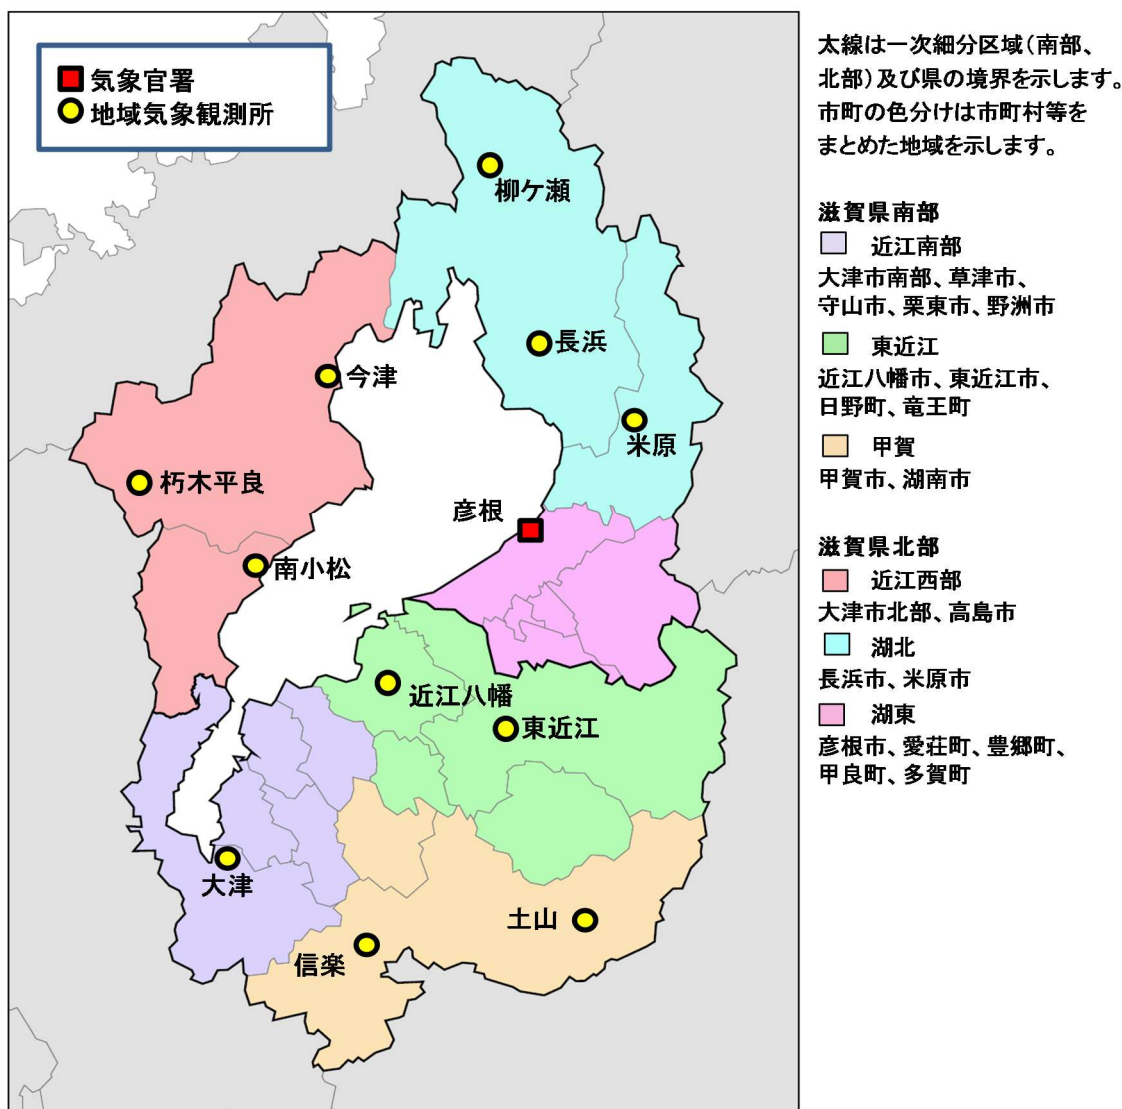 気象官署
地域気象観測所
柳ケ瀬
長浜
今津
米原
朽木平良
彦根
南小松
近江八幡
東近江
大津
土山
信楽
太線は一次細分区域（南部、
北部）及び県の境界を示します。
市町の色分けは市町村等を
まとめた地域を示します。
滋賀県南部
近江南部
大津市南部、草津市、
守山市、栗東市、野洲市
東近江
近江八幡市、東近江市、
日野町、竜王町
甲賀
甲賀市、湖南市
滋賀県北部
近江西部
大津市北部、高島市
湖北
長浜市、米原市
湖東
彦根市、愛荘町、豊郷町、
甲良町、多賀町